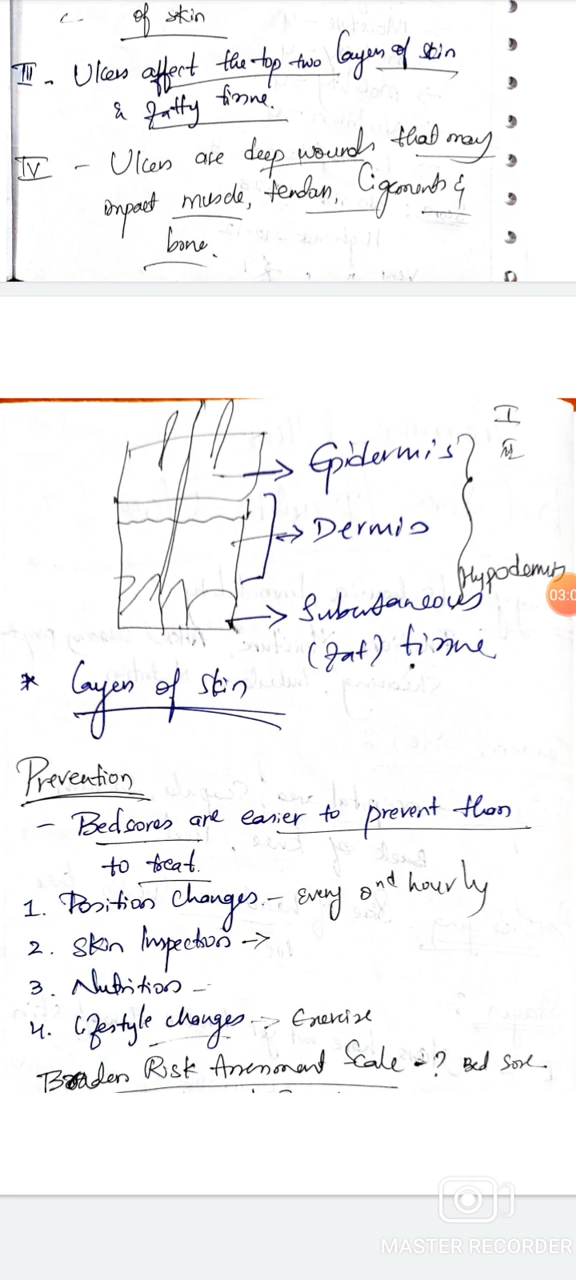 of skin
III - Ulcers affect the top two layers of skin
& fatty tissue.
IV - Ulcers are deep wounds that may
impact muscle, tendon, Ligaments &
bone.
I
→ Epidermis
→ Dermis
Hypodermis
03:0
→ Subcutaneous
(fat) tissue
* Layers of skin
Prevention
- Bedsores are easier to prevent than
to treat.
1. Position Changes. - Every 2nd hourly
2. Skin Inspection →
3. Nutrition -
4. Lifestyle changes. → Exercise
Braden Risk Assessment Scale - ? Bed sore.
MASTER RECORDER